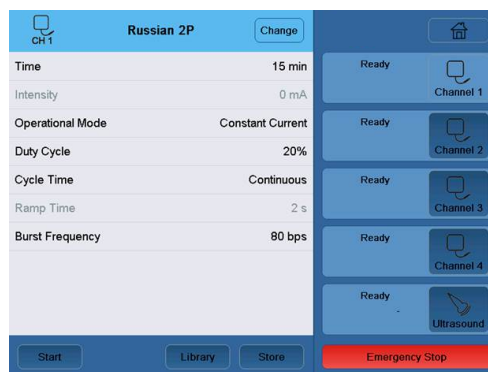 CH 1
Russian 2P
Change
Time 15 min
Intensity 0 mA
Operational Mode Constant Current
Duty Cycle 20%
Cycle Time Continuous
Ramp Time 2 s
Burst Frequency 80 bps
Start
Library
Store
Ready
Channel 1
Ready
Channel 2
Ready
Channel 3
Ready
Channel 4
Ready
-
Ultrasound
Emergency Stop